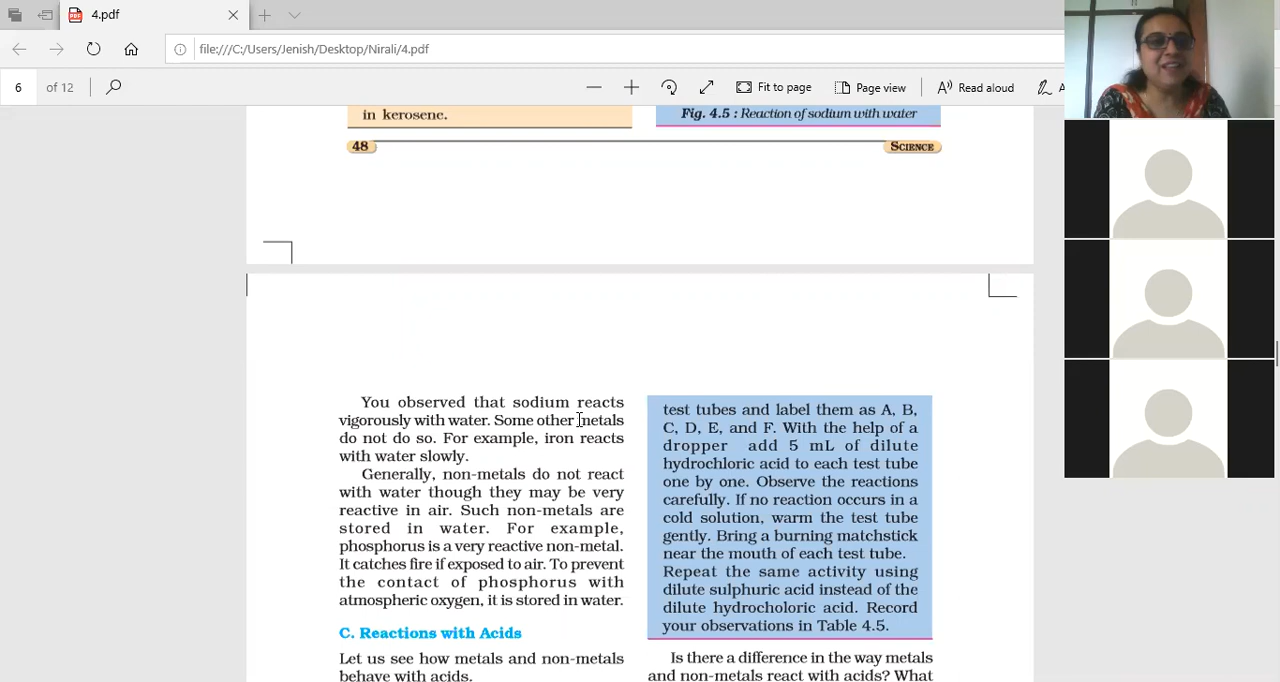 4.pdf
file:///C:/Users/Jenish/Desktop/Nirali/4.pdf
6 of 12
Fit to page
Page view
Read aloud
in kerosene.
Fig. 4.5 : Reaction of sodium with water
48
SCIENCE
You observed that sodium reacts
vigorously with water. Some other metals
do not do so. For example, iron reacts
with water slowly.
Generally, non-metals do not react
with water though they may be very
reactive in air. Such non-metals are
stored in water. For example,
phosphorus is a very reactive non-metal.
It catches fire if exposed to air. To prevent
the contact of phosphorus with
atmospheric oxygen, it is stored in water.
C. Reactions with Acids
Let us see how metals and non-metals
behave with acids.
test tubes and label them as A, B,
C, D, E, and F. With the help of a
dropper add 5 mL of dilute
hydrochloric acid to each test tube
one by one. Observe the reactions
carefully. If no reaction occurs in a
cold solution, warm the test tube
gently. Bring a burning matchstick
near the mouth of each test tube.
Repeat the same activity using
dilute sulphuric acid instead of the
dilute hydrocholoric acid. Record
your observations in Table 4.5.
Is there a difference in the way metals
and non-metals react with acids? What